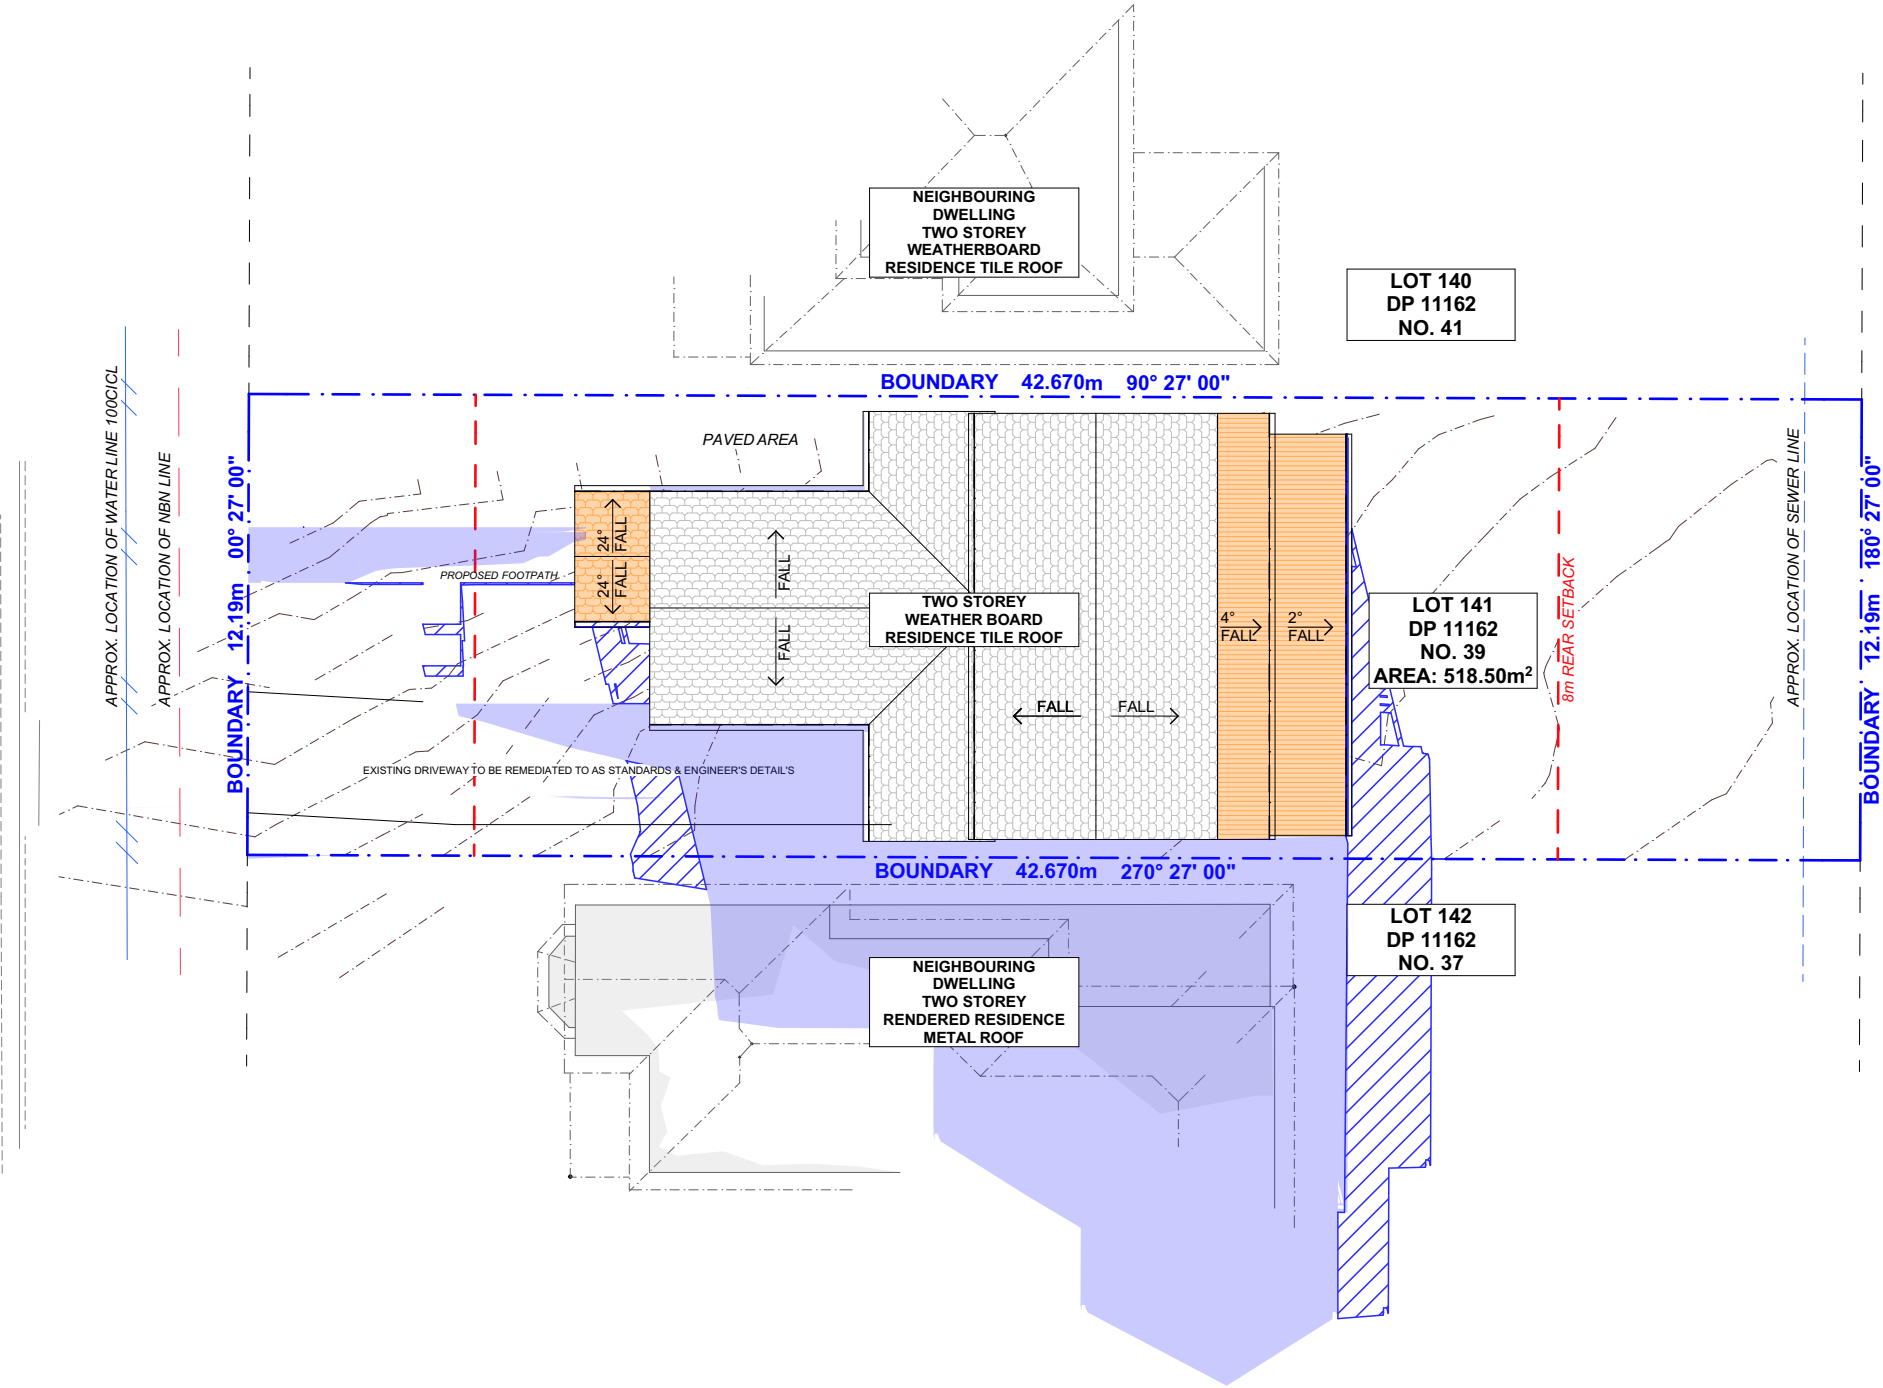 NEIGHBOURING
DWELLING
TWO STOREY
WEATHERBOARD
RESIDENCE TILE ROOF
LOT 140
DP 11162
NO. 41
BOUNDARY 42.670m 90° 27' 00"
APPROX. LOCATION OF WATER LINE 100CICL
APPROX. LOCATION OF NBN LINE
BOUNDARY 12.19m 00° 27' 00"
PAVED AREA
PROPOSED FOOTPATH
24°
FALL
24°
FALL
FALL
FALL
TWO STOREY
WEATHER BOARD
RESIDENCE TILE ROOF
FALL
FALL
4°
FALL
2°
FALL
LOT 141
DP 11162
NO. 39
AREA: 518.50m²
8m REAR SETBACK
APPROX. LOCATION OF SEWER LINE
BOUNDARY 12.19m 180° 27' 00"
EXISTING DRIVEWAY TO BE REMEDIATED TO AS STANDARDS & ENGINEER'S DETAIL'S
BOUNDARY 42.670m 270° 27' 00"
LOT 142
DP 11162
NO. 37
NEIGHBOURING
DWELLING
TWO STOREY
RENDERED RESIDENCE
METAL ROOF